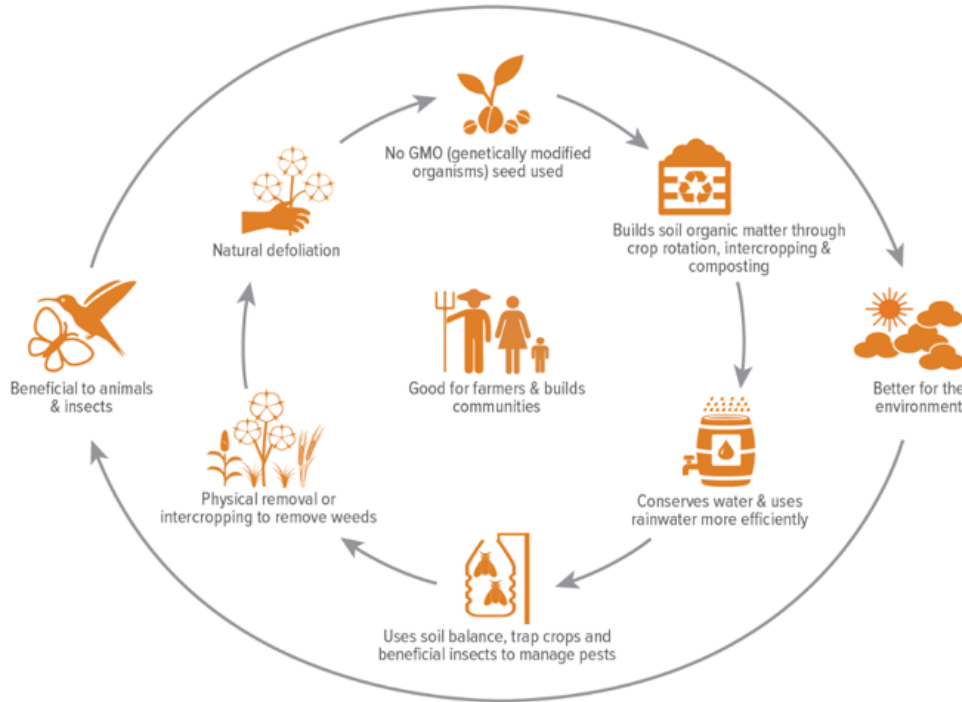 No GMO (genetically modified
organisms) seed used
Builds soil organic matter through
crop rotation, intercropping &
composting
Better for the
environment
Conserves water & uses
rainwater more efficiently
Uses soil balance, trap crops and
beneficial insects to manage pests
Physical removal or
intercropping to remove weeds
Natural defoliation
Beneficial to animals
& insects
Good for farmers & builds
communities